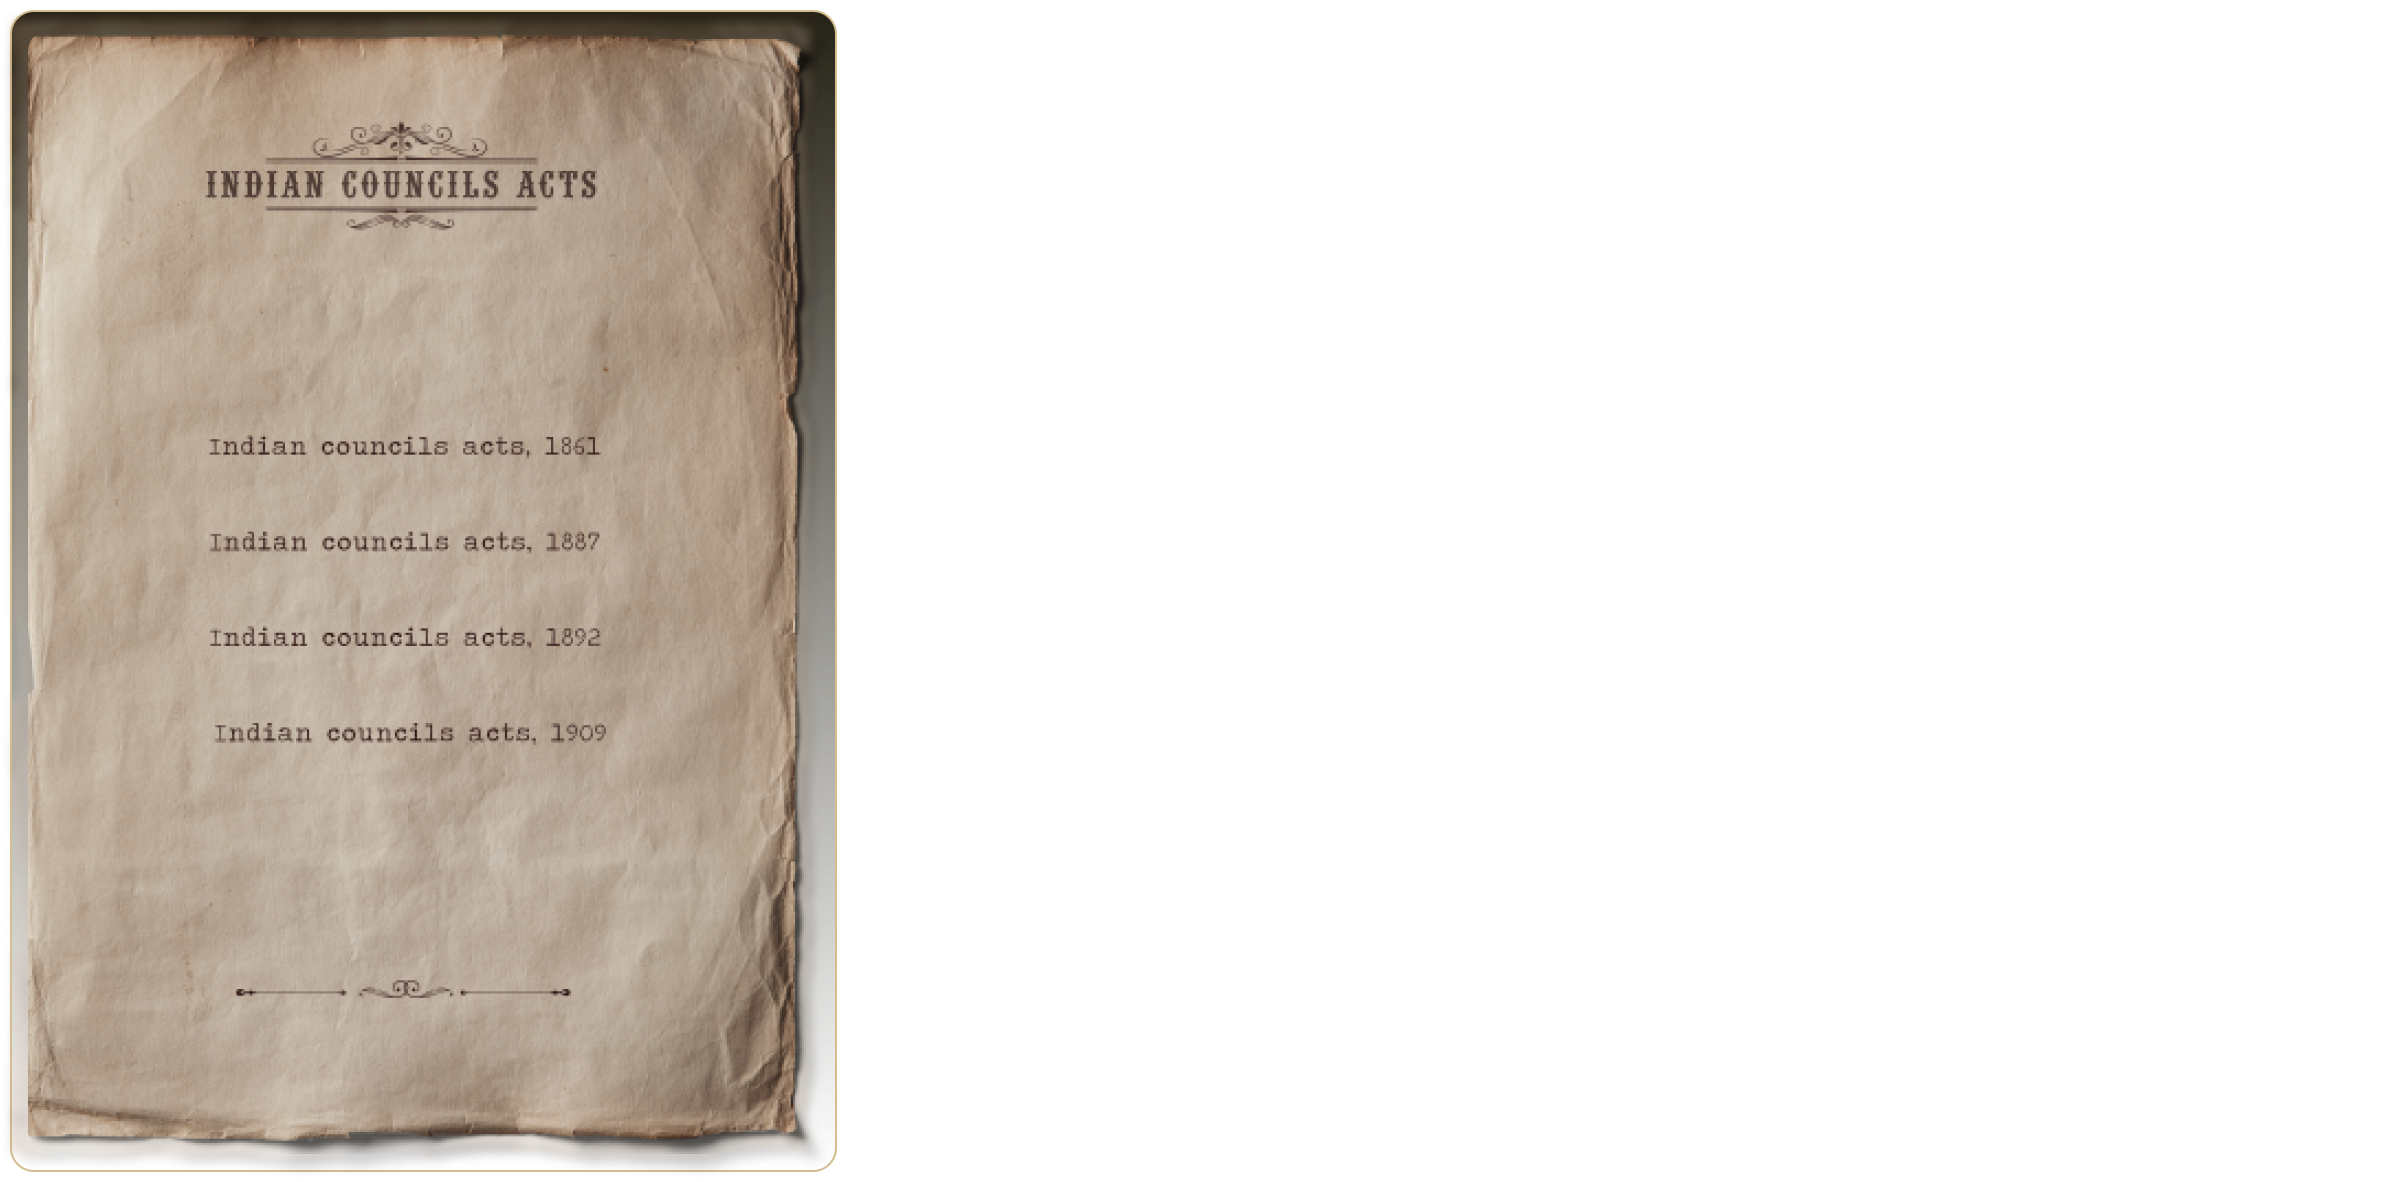 INDIAN COUNCILS ACTS
Indian councils acts, 1861
Indian councils acts, 1887
Indian councils acts, 1892
Indian councils acts, 1909